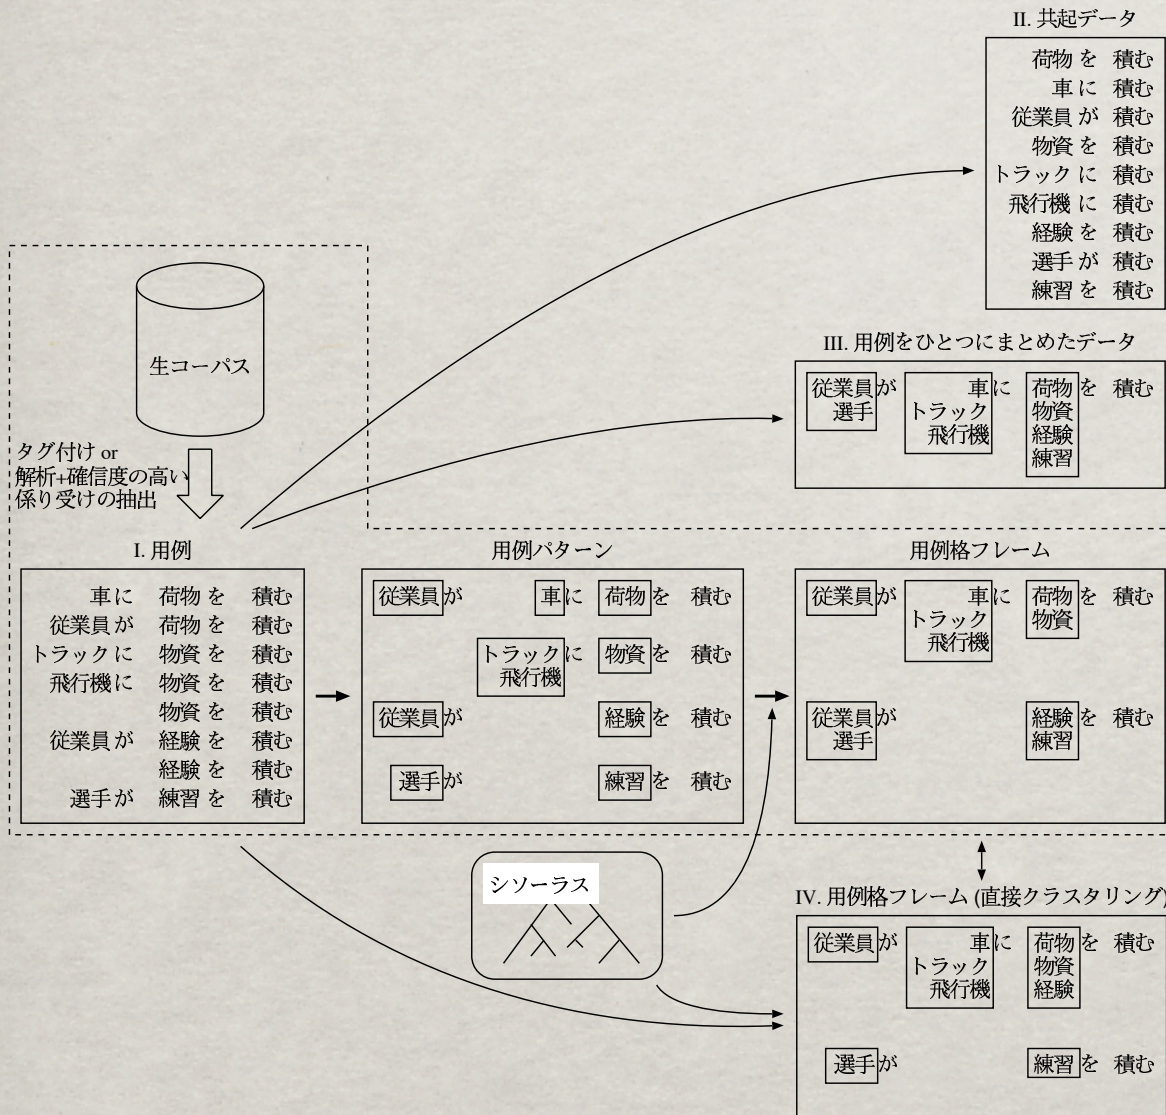 II. 共起データ
荷物 を 積む
車 に 積む
従業員 が 積む
物資 を 積む
トラック に 積む
飛行機 に 積む
経験 を 積む
選手 が 積む
練習 を 積む
III. 用例をひとつにまとめたデータ
従業員が 車に 荷物を 積む
選手 トラック 物資
飛行機 経験
練習
生コーパス
タグ付け or
解析+確信度の高い
係り受けの抽出
I. 用例
車に 荷物 を 積む
従業員が 荷物 を 積む
トラックに 物資 を 積む
飛行機に 物資 を 積む
物資 を 積む
従業員が 経験 を 積む
経験 を 積む
選手が 練習 を 積む
用例パターン
従業員が 車に 荷物を 積む
トラックに 物資を 積む
飛行機
従業員が 経験を 積む
選手が 練習を 積む
用例格フレーム
従業員が 車に 荷物を 積む
トラック 物資
飛行機
従業員が 経験を 積む
選手 練習
シソーラス
IV. 用例格フレーム (直接クラスタリング)
従業員が 車に 荷物を 積む
トラック 物資
飛行機 経験
選手が 練習を 積む